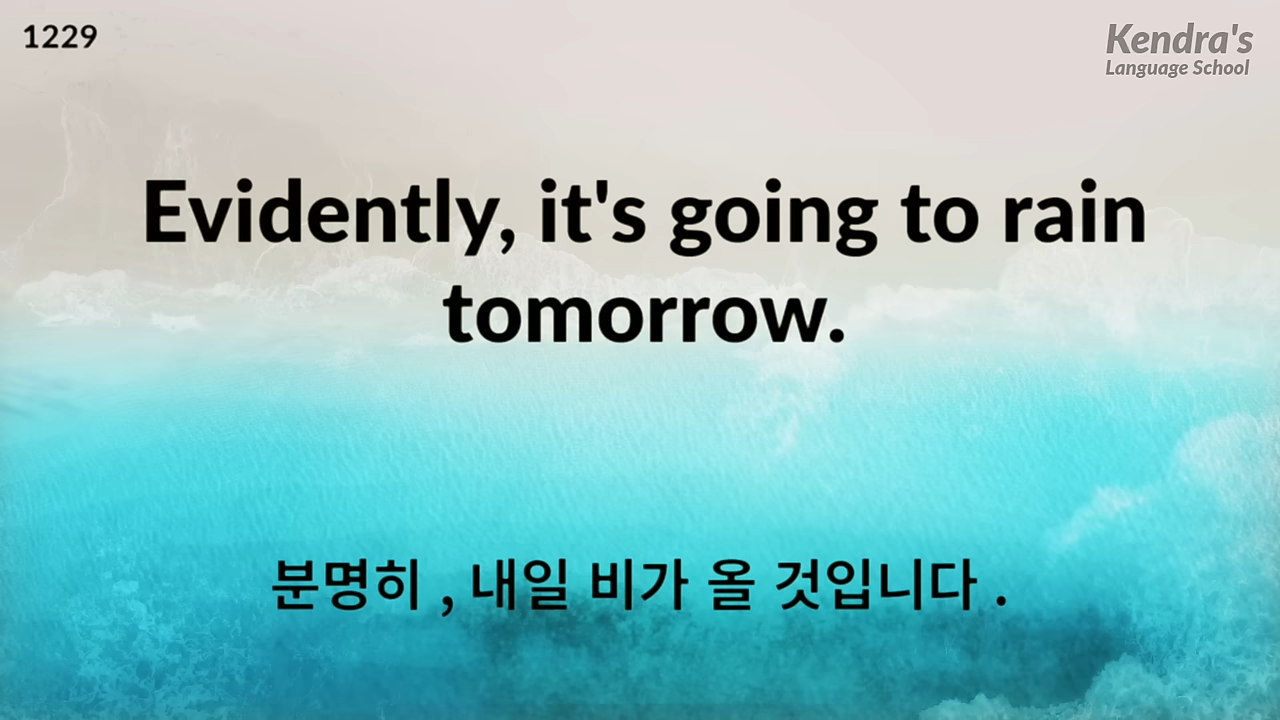 1229
Kendra's
Language School
Evidently, it's going to rain
tomorrow.
분명히 , 내일 비가 올 것입니다 .